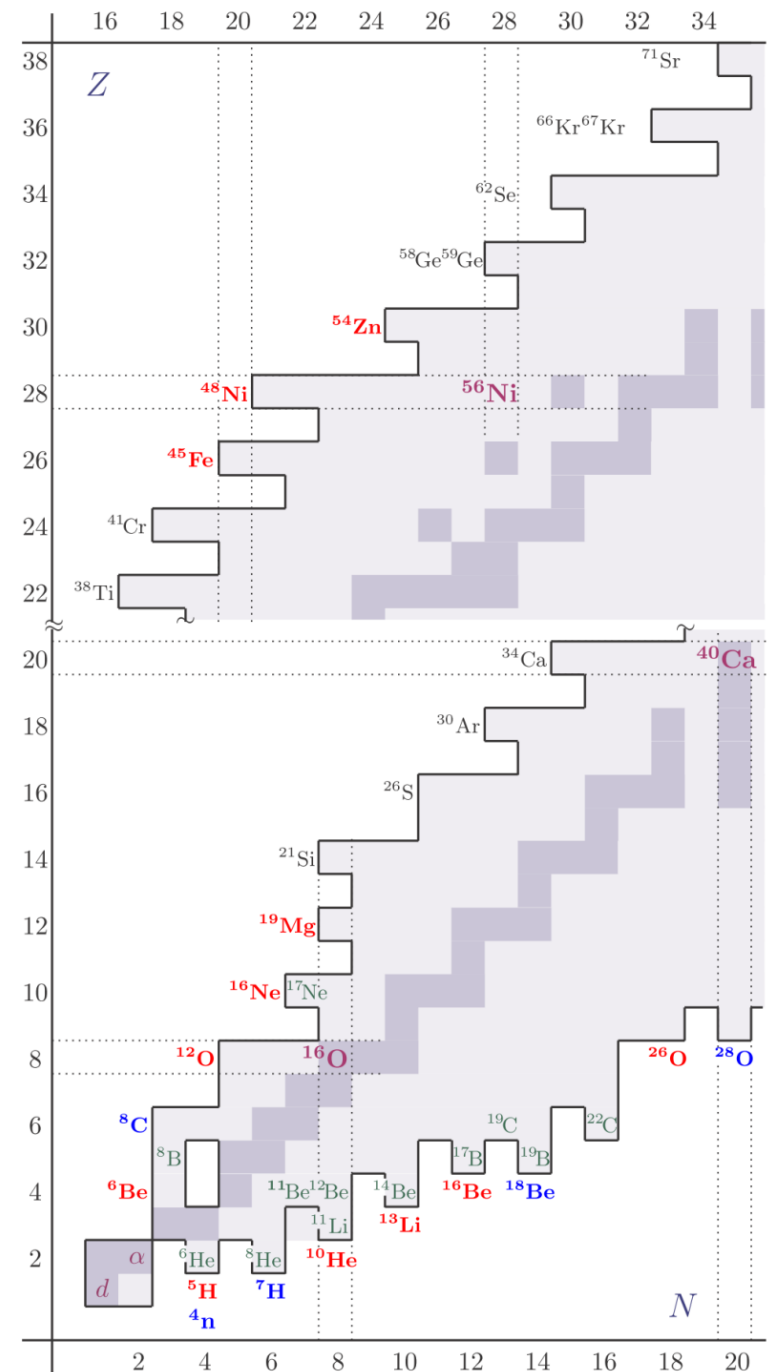 16 18 20 22 24 26 28 30 32 34
38 ⁷¹Sr
Z
36 ⁶⁶Kr⁶⁷Kr
34 ⁶²Se
32 ⁵⁸Ge⁵⁹Ge
30 ⁵⁴Zn
28 ⁴⁸Ni ⁵⁶Ni
26 ⁴⁵Fe
24 ⁴¹Cr
22 ³⁸Ti
20 ³⁴Ca ⁴⁰Ca
18 ³⁰Ar
16 ²⁶S
14 ²¹Si
12 ¹⁹Mg
10 ¹⁶Ne ¹⁷Ne
8 ¹²O ¹⁶O ²⁶O ²⁸O
6 ⁸C ¹⁹C ²²C
⁸B ¹⁷B ¹⁹B
4 ⁶Be ¹¹Be¹²Be ¹⁴Be ¹⁶Be ¹⁸Be
¹¹Li ¹³Li
2 α ⁶He ⁸He ¹⁰He
d ⁵H ⁷H
⁴n N
2 4 6 8 10 12 14 16 18 20